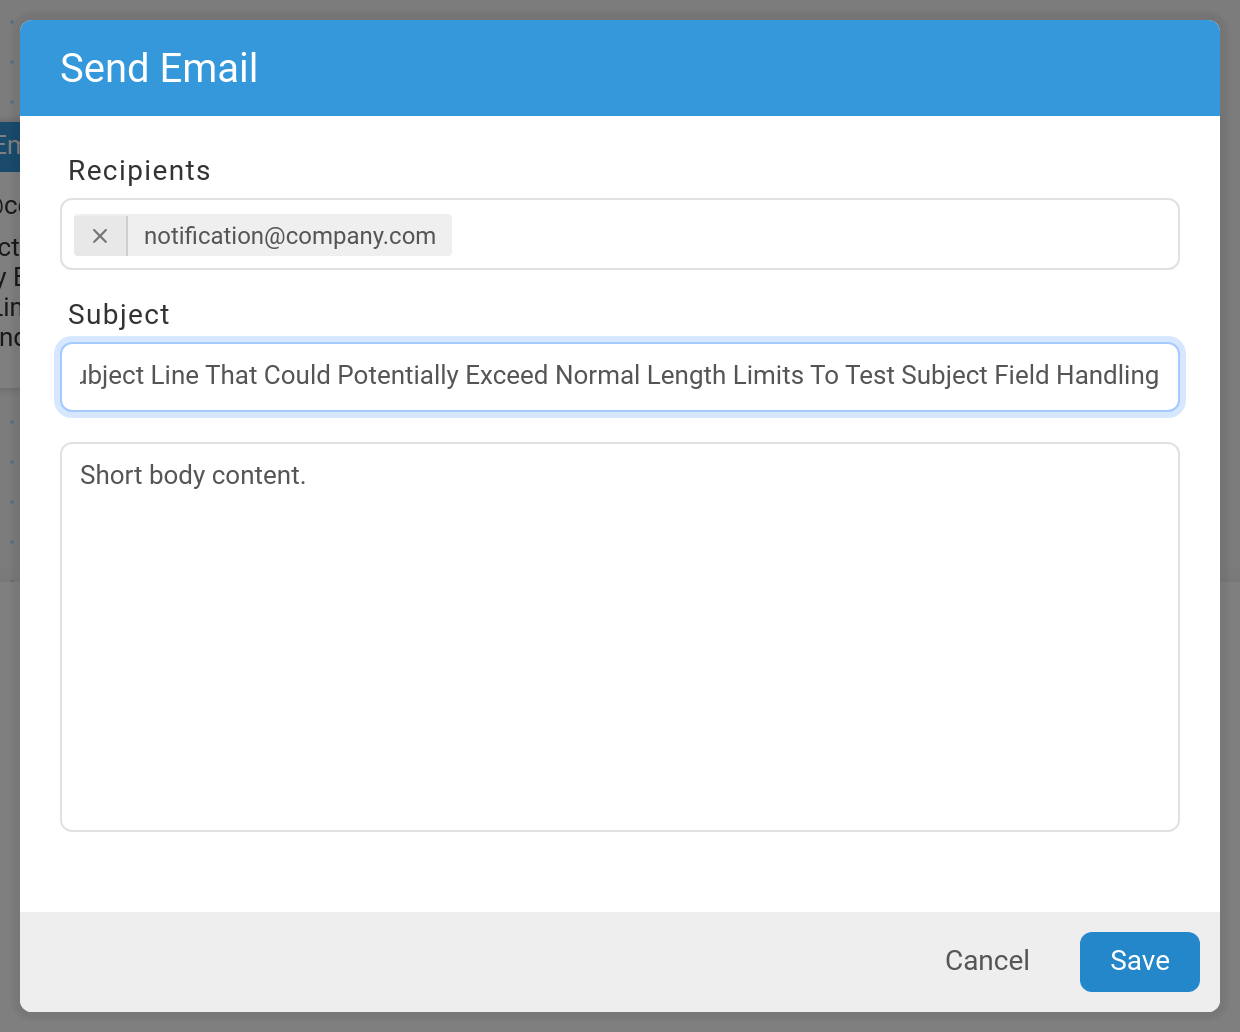 Send Email
Recipients
notification@company.com
Subject
ubject Line That Could Potentially Exceed Normal Length Limits To Test Subject Field Handling
Short body content.
Cancel
Save